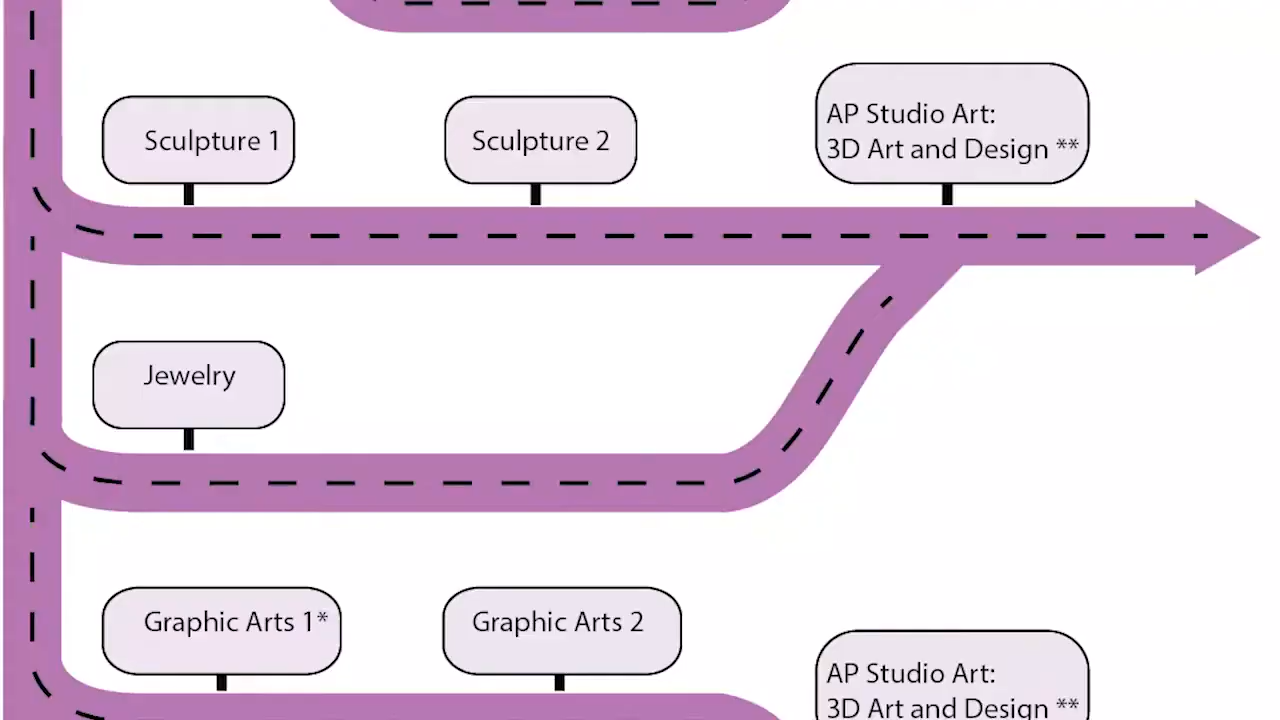 Sculpture 1
Sculpture 2
AP Studio Art:
3D Art and Design **
Jewelry
Graphic Arts 1*
Graphic Arts 2
AP Studio Art:
3D Art and Design **